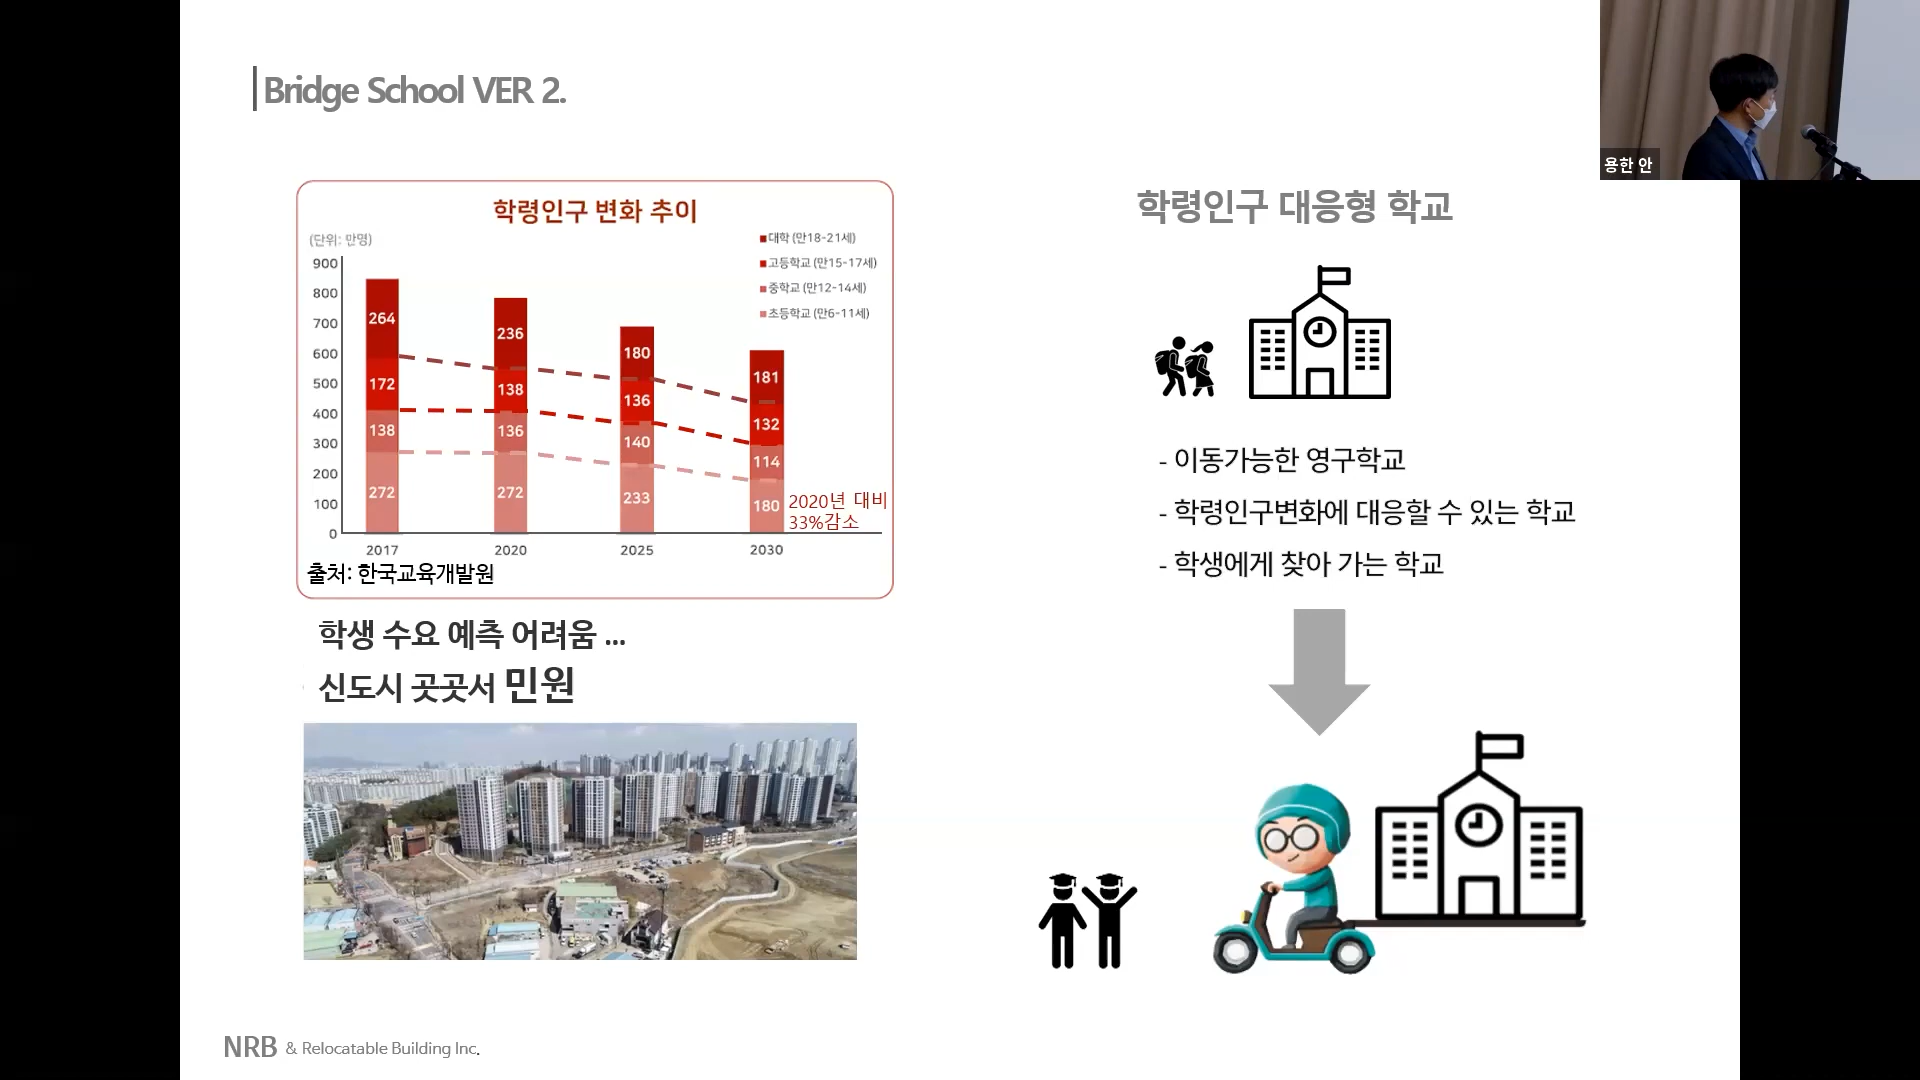 Bridge School VER 2.
용한 안
학령인구 변화 추이
(단위: 만명)
대학 (만18-21세)
고등학교 (만15-17세)
중학교 (만12-14세)
초등학교 (만6-11세)
900
800
700
600
500
400
300
200
100
0
264
172
138
272
236
138
136
272
180
136
140
233
181
132
114
180
2020년 대비
33%감소
2017 2020 2025 2030
출처: 한국교육개발원
학생 수요 예측 어려움 ...
신도시 곳곳서 민원
학령인구 대응형 학교
- 이동가능한 영구학교
- 학령인구변화에 대응할 수 있는 학교
- 학생에게 찾아 가는 학교
NRB & Relocatable Building Inc.